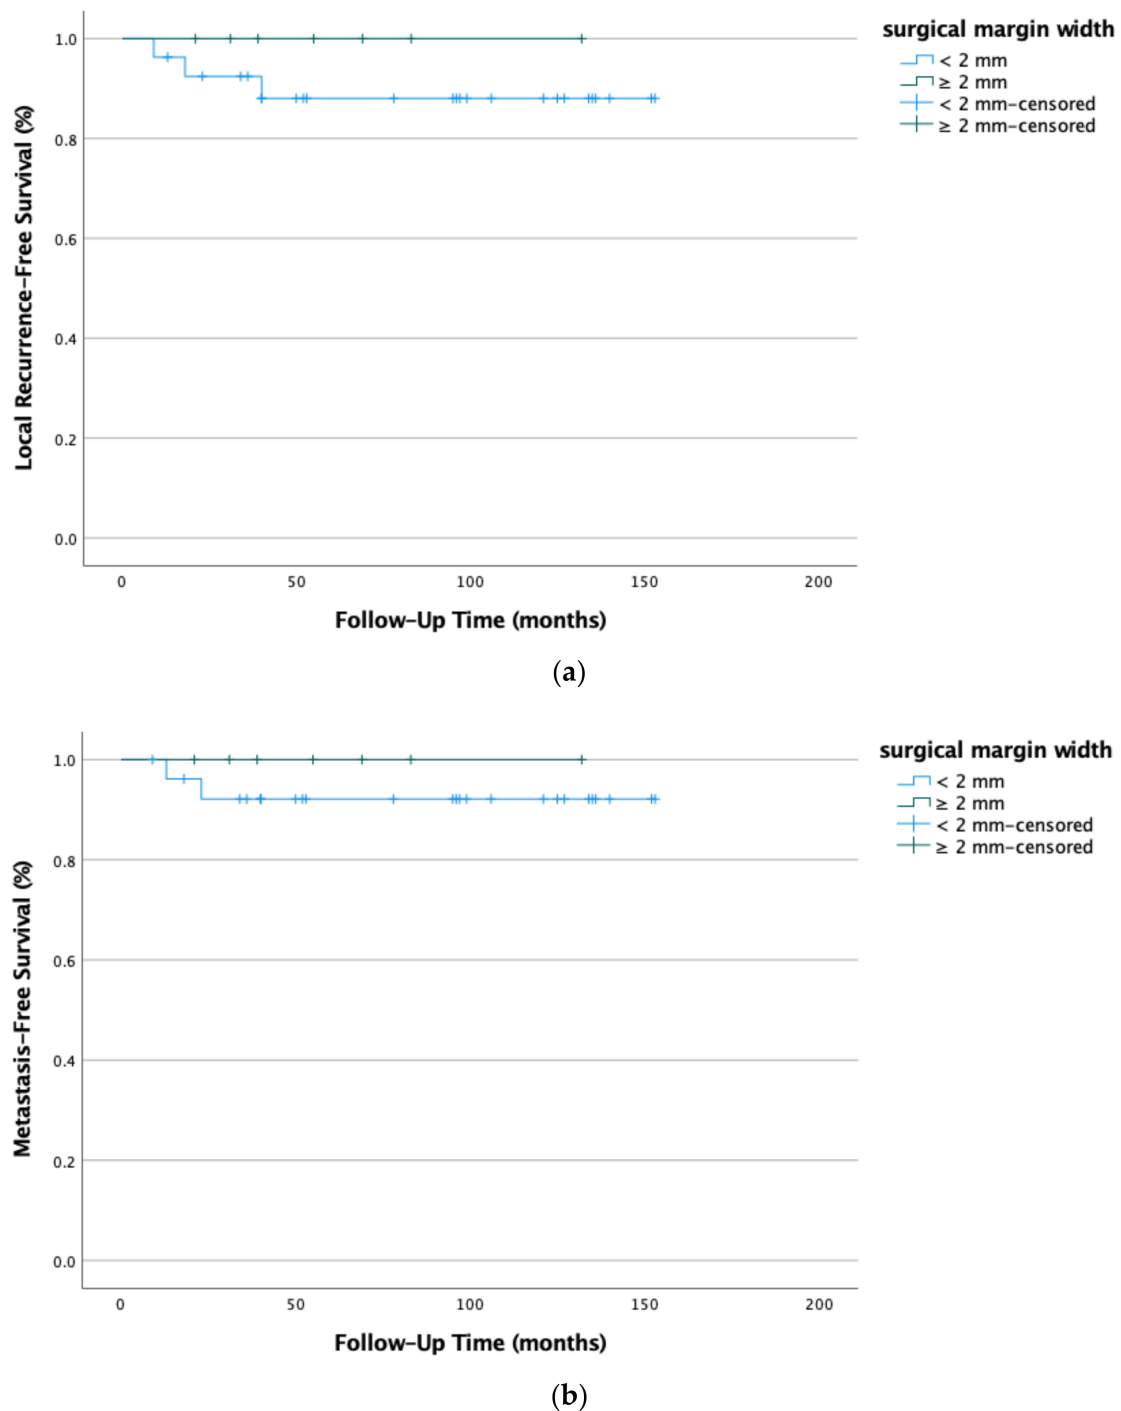 surgical margin width
< 2 mm
≥ 2 mm
< 2 mm-censored
≥ 2 mm-censored
Local Recurrence-Free Survival (%)
1.0
0.8
0.6
0.4
0.2
0.0
0 50 100 150 200
Follow-Up Time (months)
(a)
surgical margin width
< 2 mm
≥ 2 mm
< 2 mm-censored
≥ 2 mm-censored
Metastasis-Free Survival (%)
1.0
0.8
0.6
0.4
0.2
0.0
0 50 100 150 200
Follow-Up Time (months)
(b)